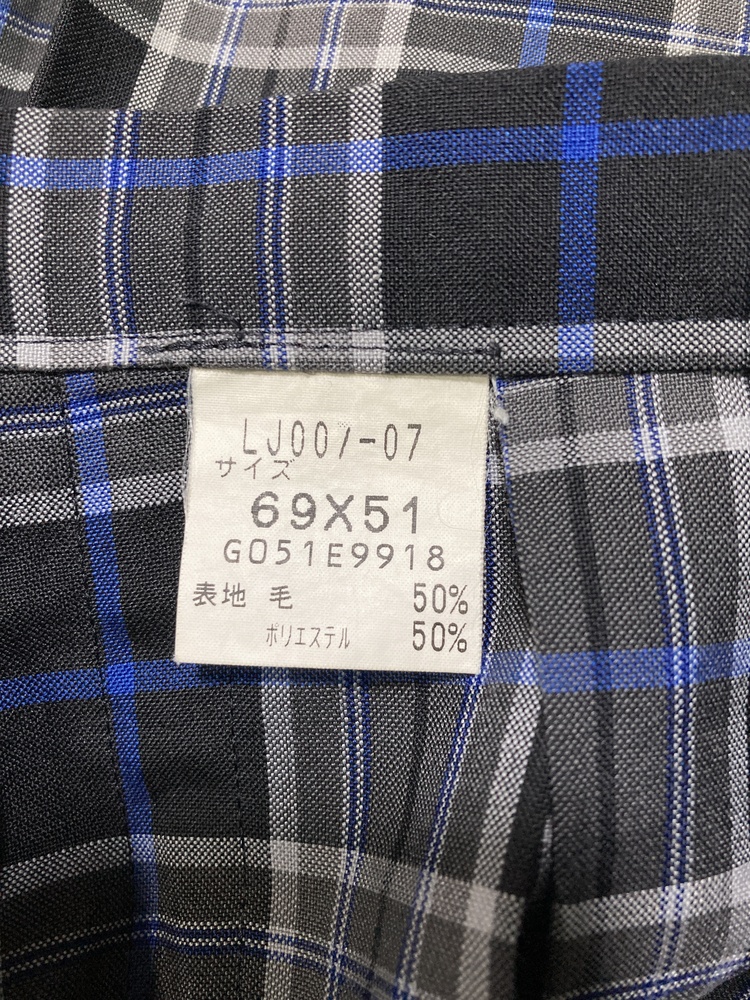 LJ007-07
サイズ
69X51
G051E9918
表地 毛 50%
ポリエステル 50%